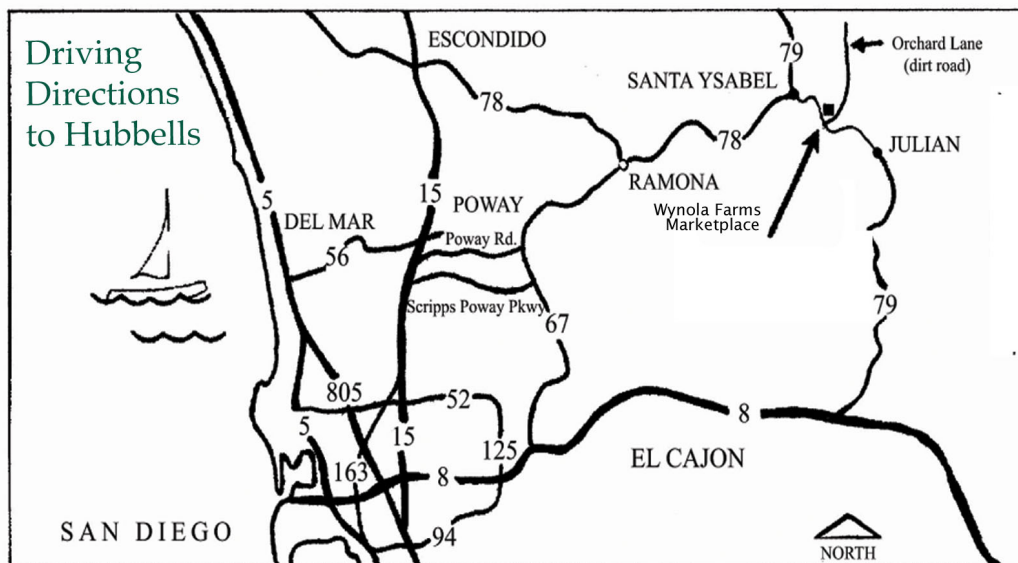 Driving
Directions
to Hubbells
ESCONDIDO
79
Orchard Lane
(dirt road)
SANTA YSABEL
78
78
JULIAN
RAMONA
15
5
POWAY
Wynola Farms
Marketplace
DEL MAR
Poway Rd.
56
Scripps Poway Pkwy
67
79
805
52
8
5
15
125
EL CAJON
163
8
SAN DIEGO
94
NORTH